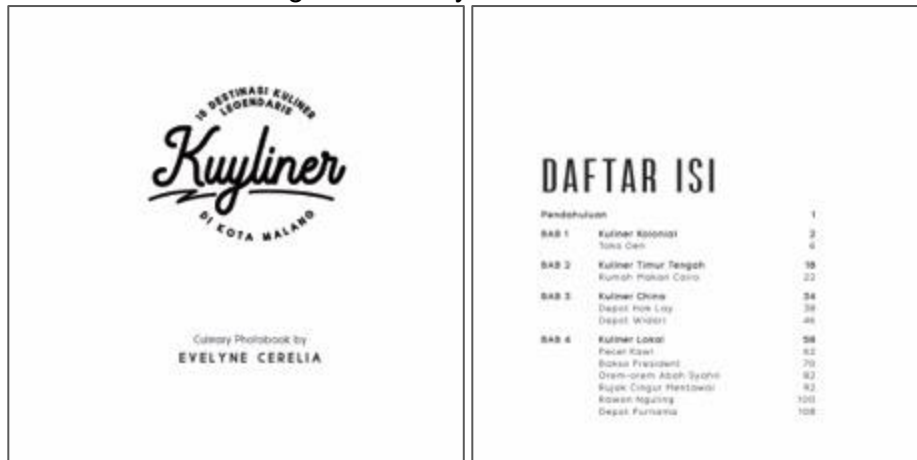 10 DESTINASI KULINER
LEGENDARIS
Kuyliner
DI KOTA MALANG
Culinary Photobook by
EVELYNE CERELIA
DAFTAR ISI
Pendahuluan 1
BAB 1 Kuliner Kolonial 2
Toko Oen 6
BAB 2 Kuliner Timur Tengah 18
Rumah Makan Cairo 22
BAB 3 Kuliner China 34
Depot Hok Lay 38
Depot Widari 46
BAB 4 Kuliner Lokal 58
Pecel Kawi 62
Bakso President 70
Orem-orem Abah Syahri 82
Rujak Cingur Mentawai 92
Rawon Nguling 100
Depot Purnama 108